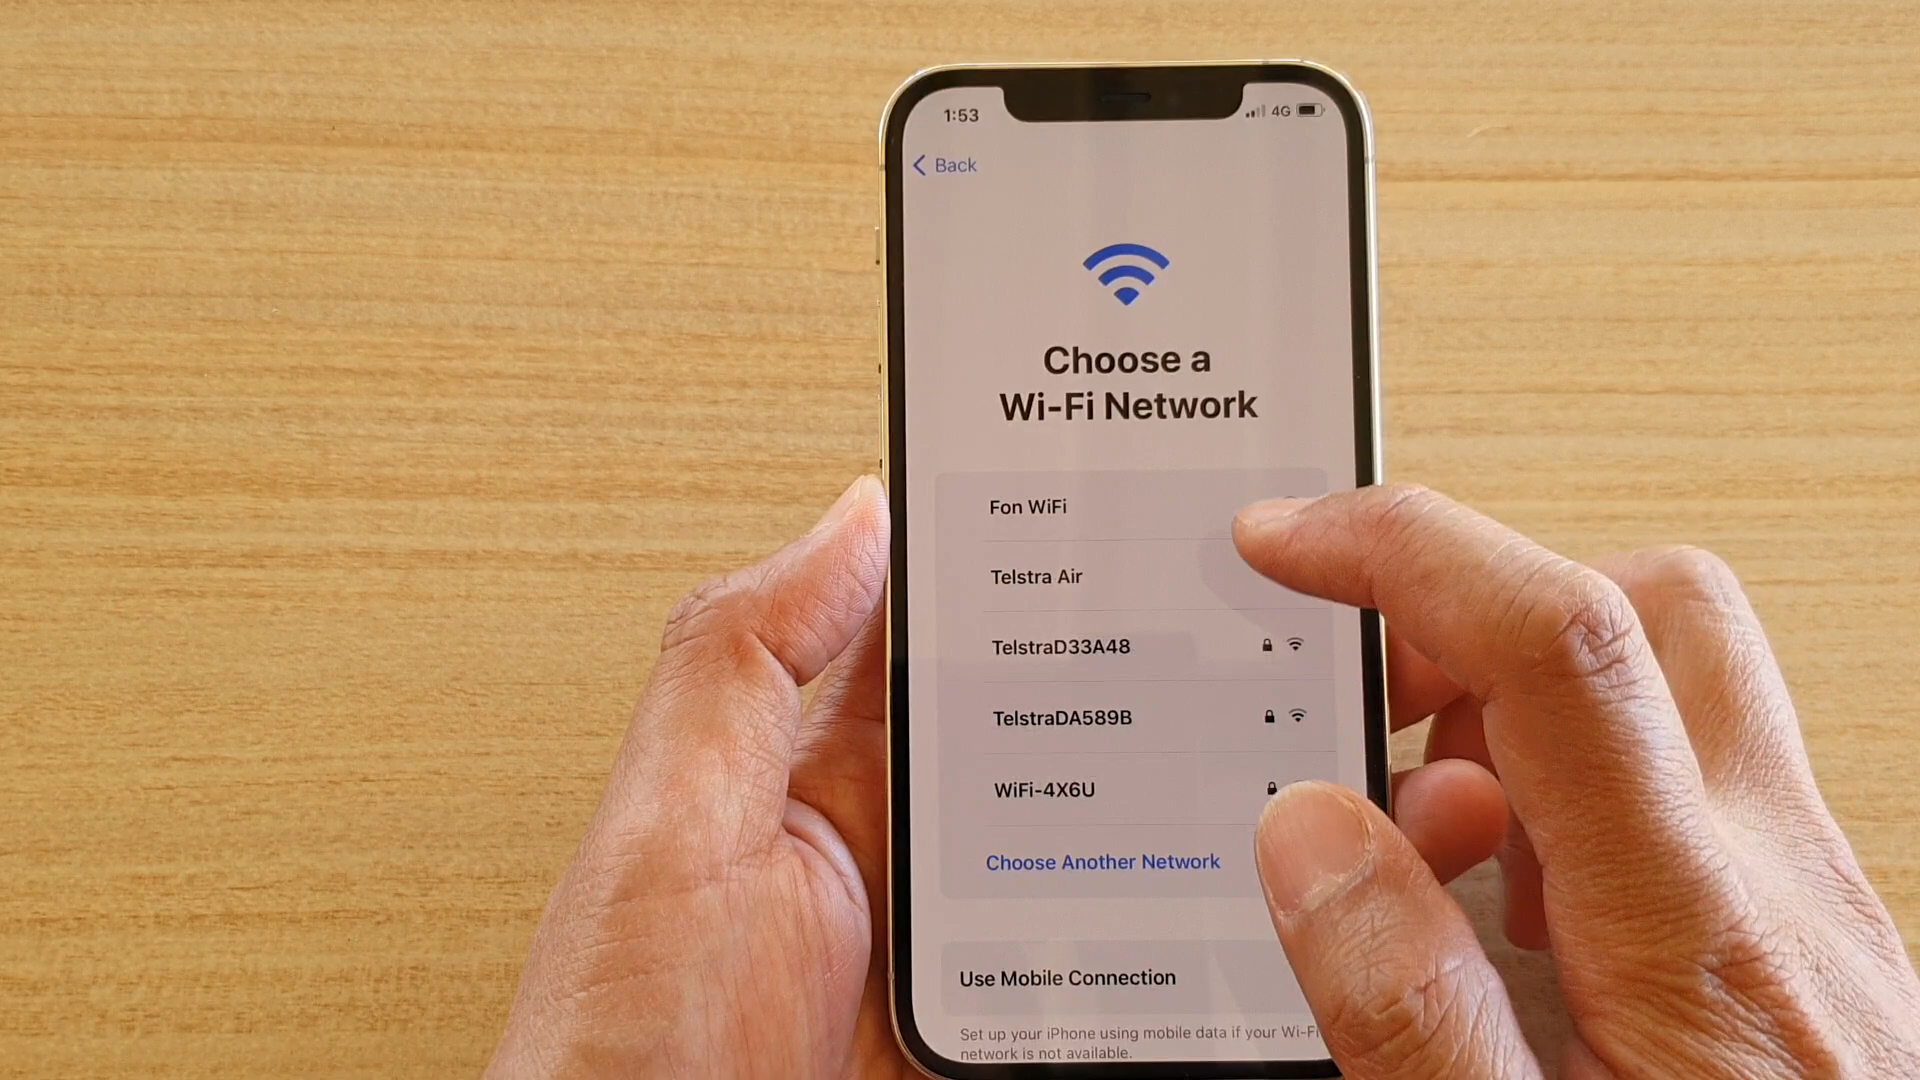 1:53
4G
Back
Choose a
Wi-Fi Network
Fon WiFi
Telstra Air
TelstraD33A48
TelstraDA589B
WiFi-4X6U
Choose Another Network
Use Mobile Connection
Set up your iPhone using mobile data if your Wi-Fi
network is not available.